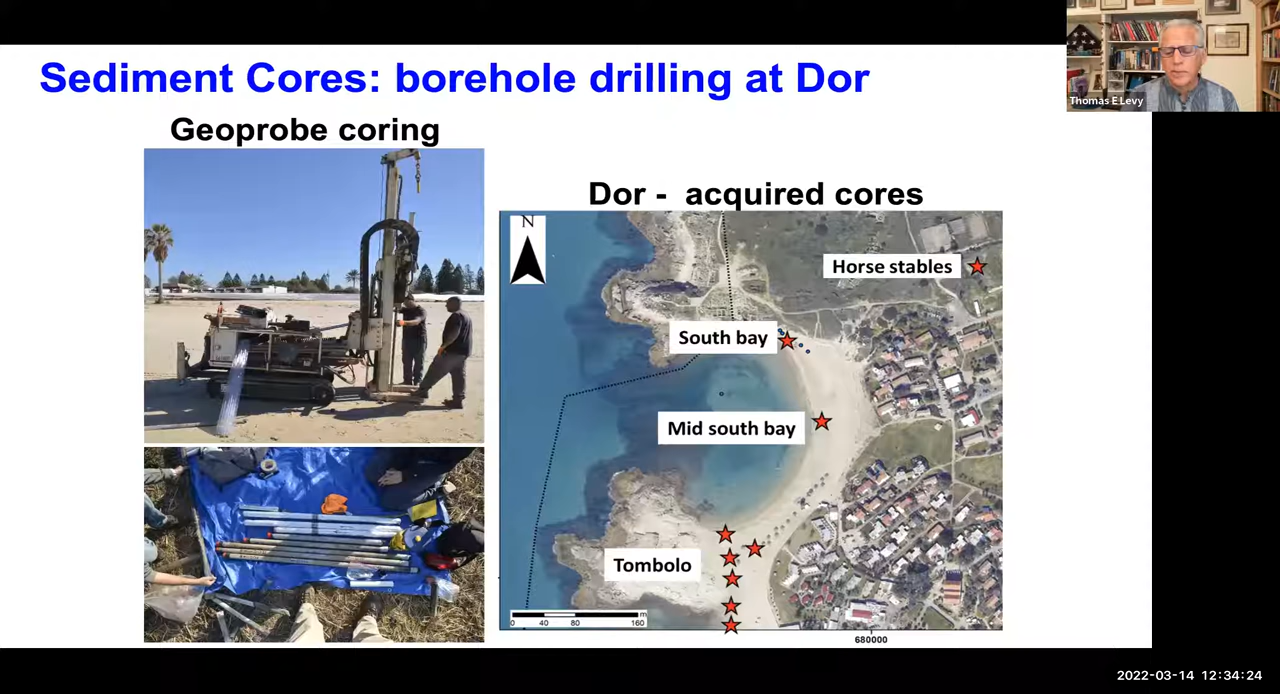 Sediment Cores: borehole drilling at Dor
Thomas E Levy
Geoprobe coring
Dor - acquired cores
N
Horse stables
South bay
Mid south bay
Tombolo
m
0 40 80 160
680000
2022-03-14 12:34:24